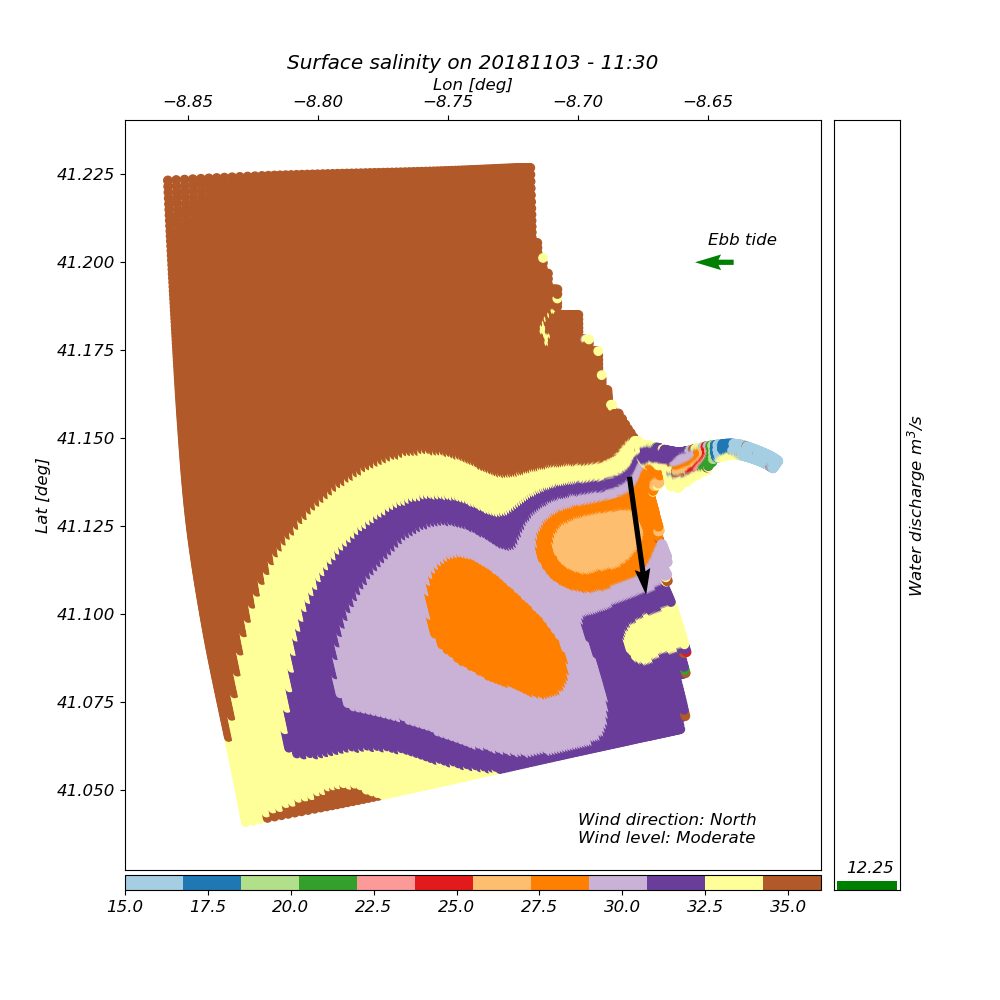 Surface salinity on 20181103 - 11:30
Lon [deg]
−8.85 −8.80 −8.75 −8.70 −8.65
41.225
41.200
41.175
41.150
41.125
41.100
41.075
41.050
Lat [deg]
Ebb tide
Wind direction: North
Wind level: Moderate
Water discharge m³/s
12.25
15.0 17.5 20.0 22.5 25.0 27.5 30.0 32.5 35.0